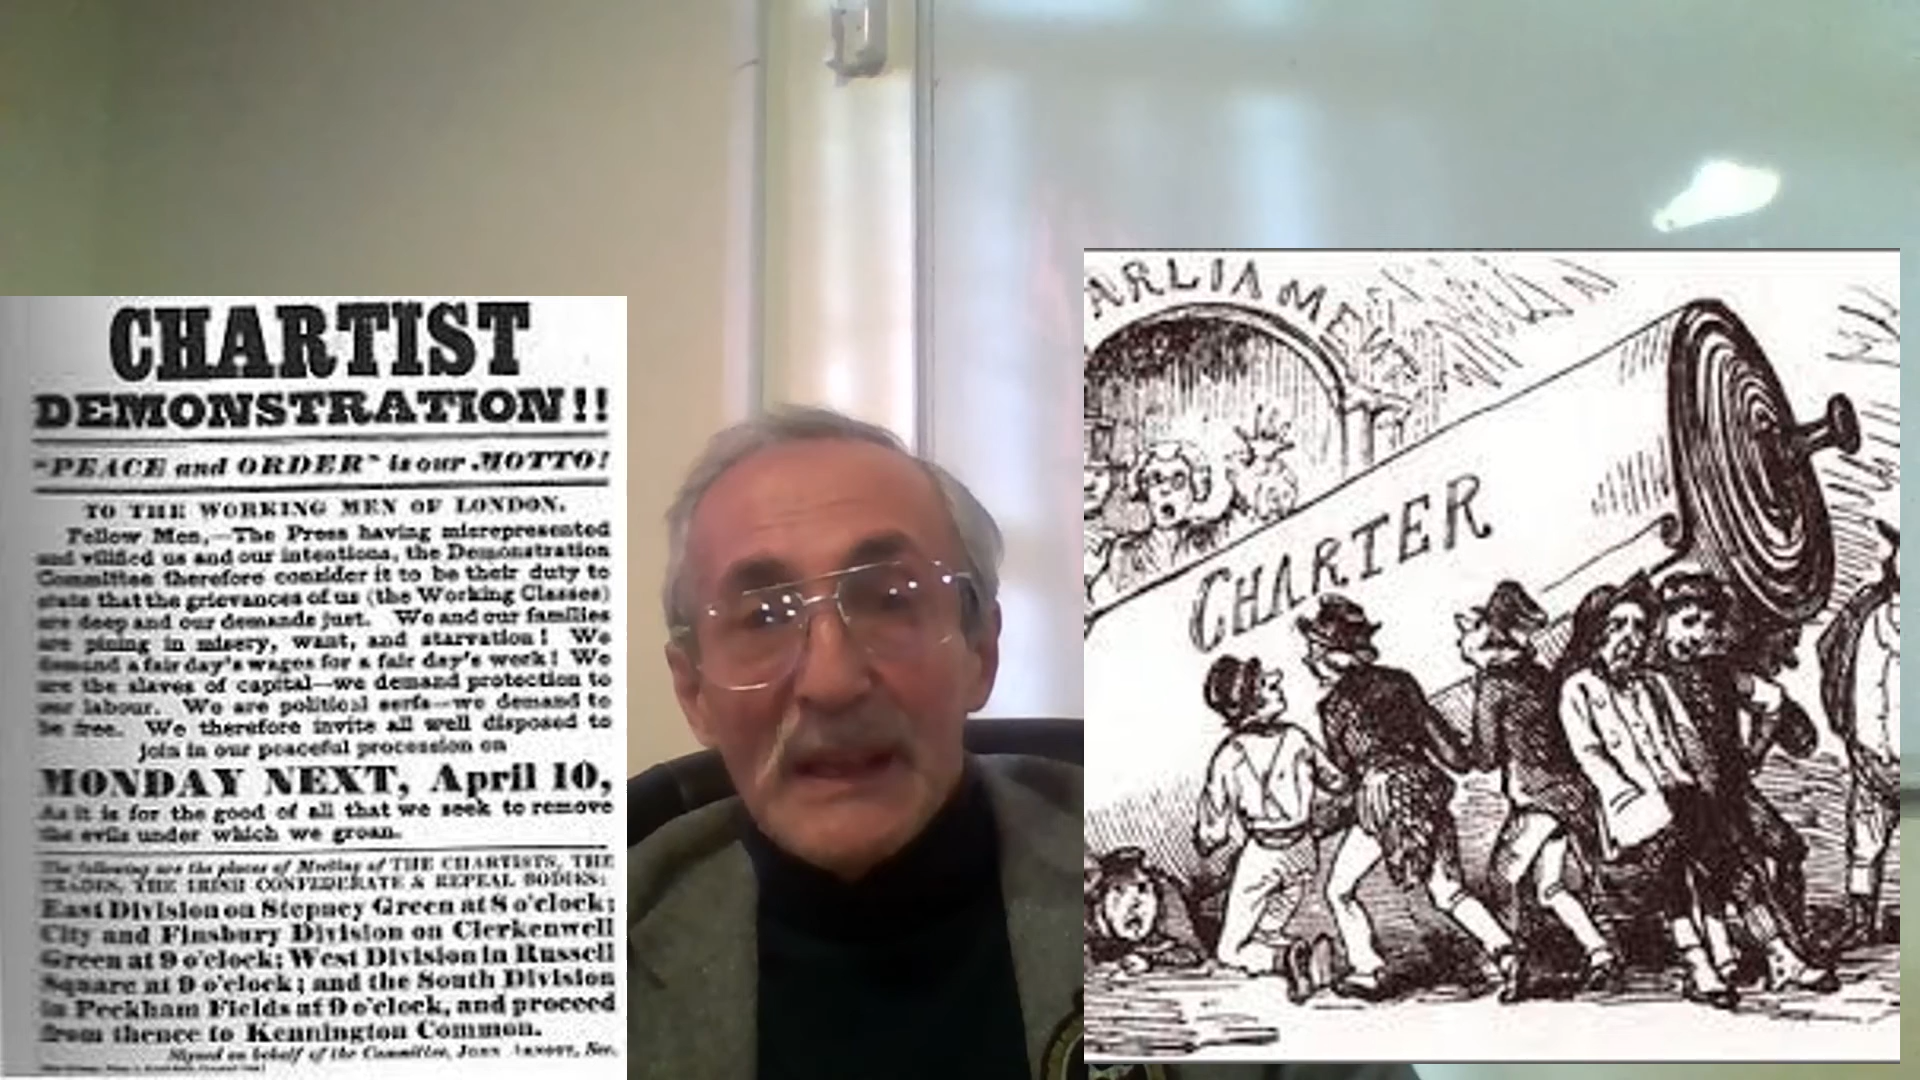 CHARTIST
DEMONSTRATION!!
"PEACE and ORDER" is our MOTTO!
TO THE WORKING MEN OF LONDON.
Fellow Men,—The Press having misrepresented
and vilified us and our intentions, the Demonstration
Committee therefore consider it to be their duty to
state that the grievances of us (the Working Classes)
are deep and our demands just. We and our families
are pining in misery, want, and starvation! We
demand a fair day's wages for a fair day's work! We
are the slaves of capital—we demand protection to
our labour. We are political serfs—we demand to
be free. We therefore invite all well disposed to
join in our peaceful procession on
MONDAY NEXT, April 10,
As it is for the good of all that we seek to remove
the evils under which we groan.
The following are the places of Meeting of THE CHARTISTS, THE
TRADES, THE IRISH CONFEDERATE & REPEAL BODIES:
East Division on Stepney Green at 8 o'clock;
City and Finsbury Division on Clerkenwell
Green at 9 o'clock; West Division in Russell
Square at 9 o'clock; and the South Division
in Peckham Fields at 9 o'clock, and proceed
from thence to Kennington Common.
Signed on behalf of the Committee, JOHN ARNOTT, Sec.
ARLIAMENT
CHARTER